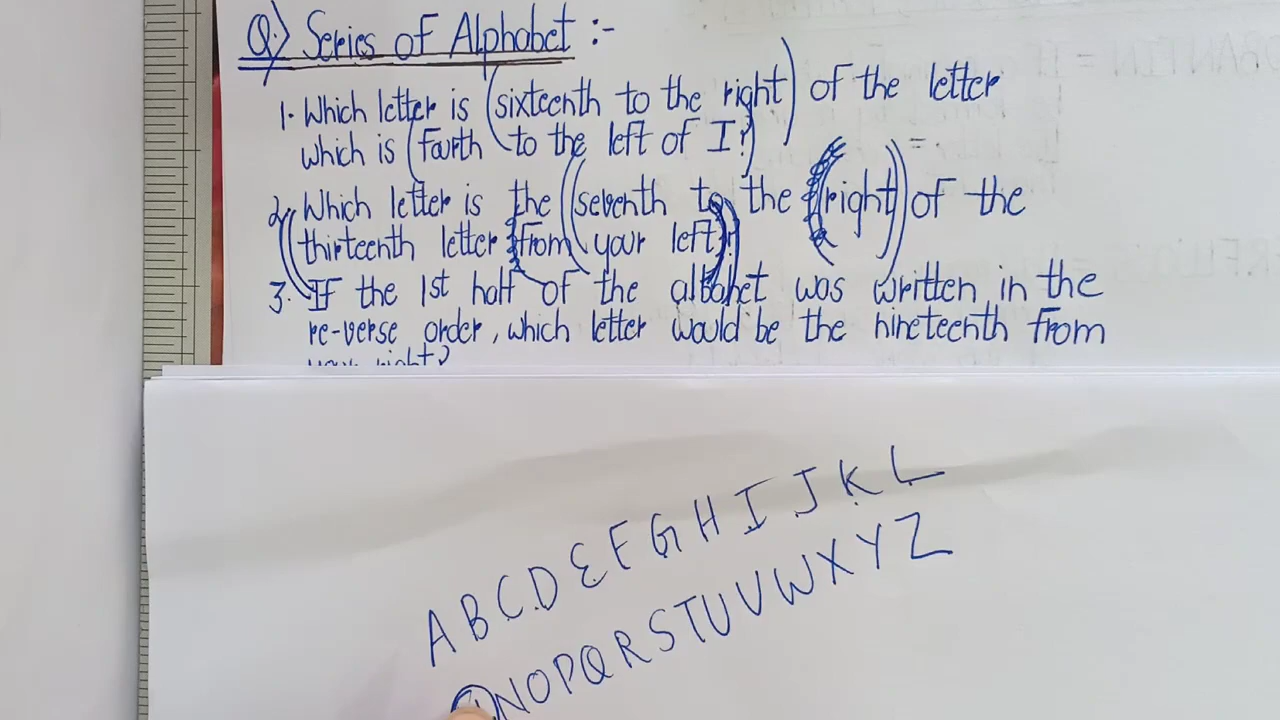 Q.) Series of Alphabet :-
1. Which letter is (sixteenth to the right) of the letter
which is (fourth to the left of I?)
2. Which letter is the ((seventh to the (right)) of the
((thirteenth letter from your left)?
3. If the 1st half of the altbahet was written in the
re-verse order, which letter would be the nineteenth from
your right?
A B C D E F G H I J K L
N O P Q R S T U V W X Y Z